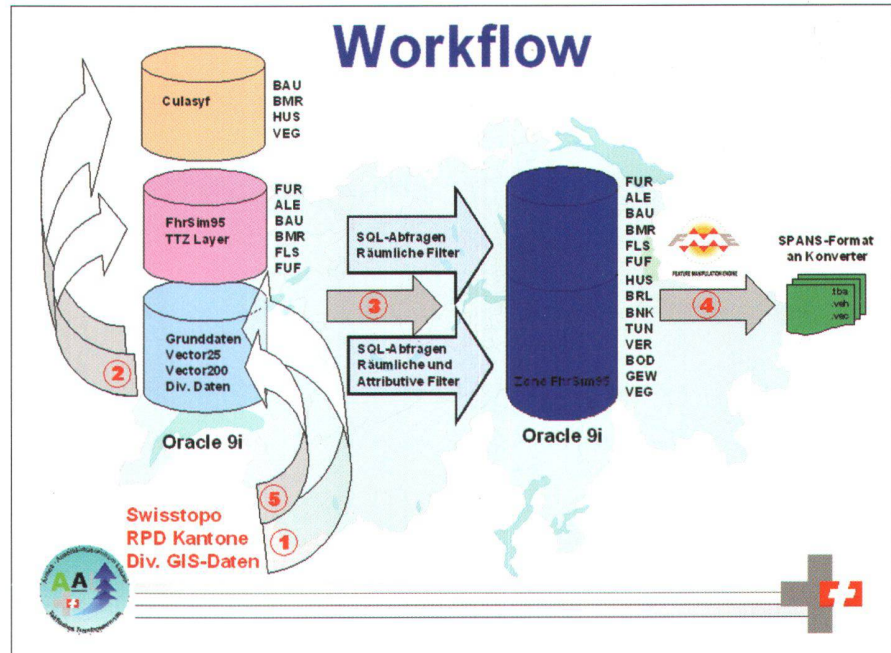 Workflow
Culasyf
BAU
BMR
HUS
VEG
FhrSim95
TTZ Layer
FUR
ALE
BAU
BMR
FLS
FUF
Grunddaten
Vector25
Vector200
Div. Daten
Oracle 9i
2
5
1
Swisstopo
RPD Kantone
Div. GIS-Daten
SQL-Abfragen
Räumliche Filter
3
SQL-Abfragen
Räumliche und
Attributive Filter
Zene FhrSim95
Oracle 9i
FUR
ALE
BAU
BMR
FLS
FUF
HUS
BRL
BNK
TUN
VER
BOD
GEW
VEG
FME
FEATURE MANIPULATION ENGINE
4
SPANS-Format
an Konverter
.tba
.veh
.vec
AA